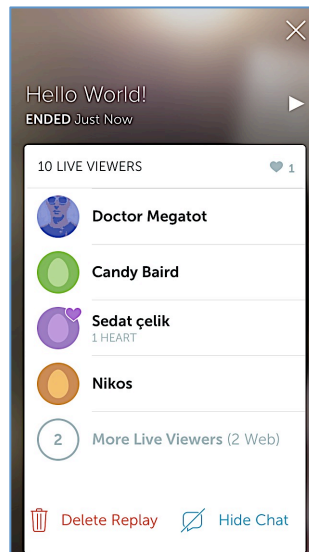 Hello World!
ENDED Just Now
10 LIVE VIEWERS
1
Doctor Megatot
Candy Baird
Sedat çelik
1 HEART
Nikos
2 More Live Viewers (2 Web)
Delete Replay Hide Chat